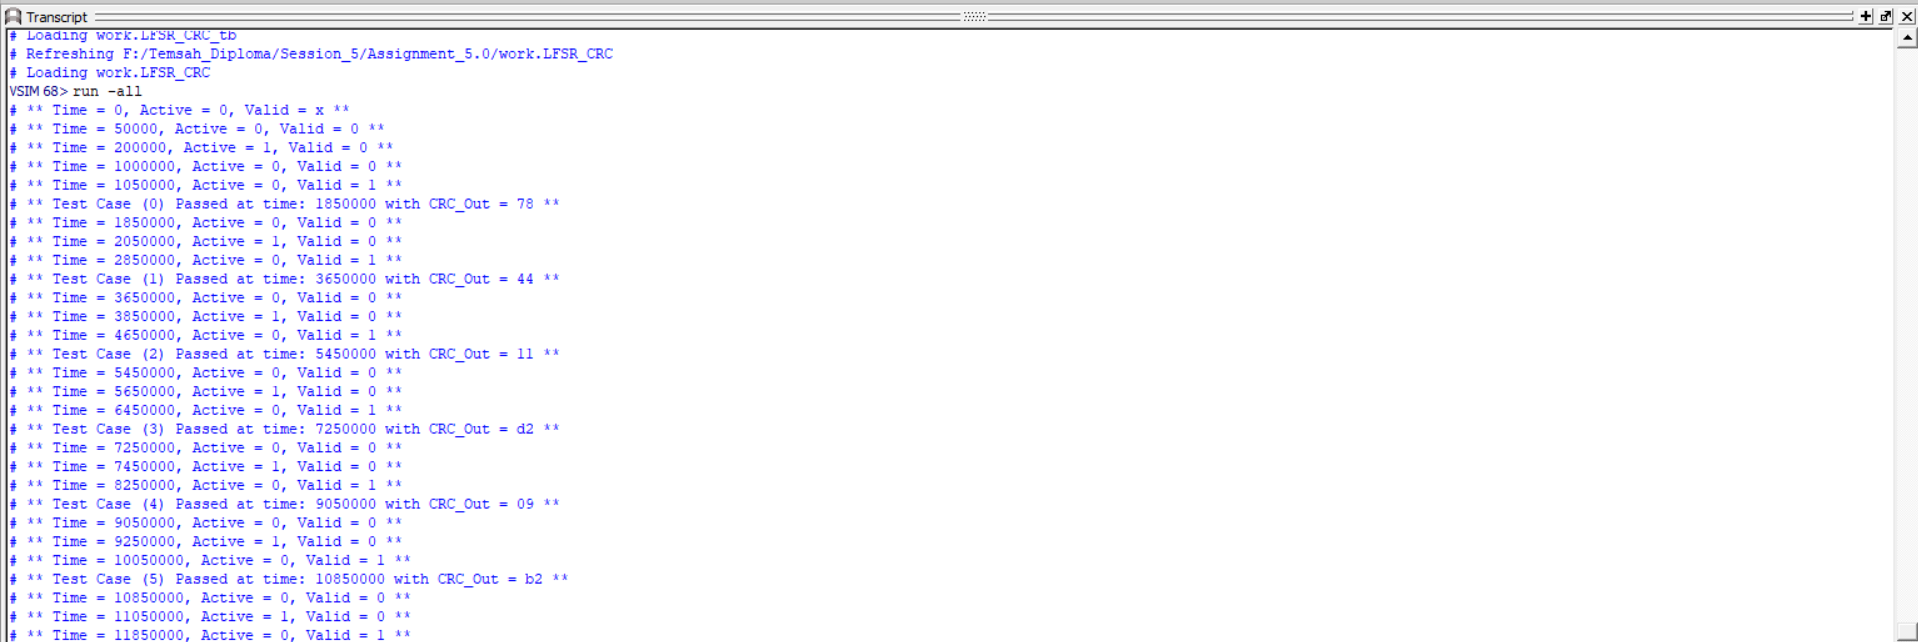 Transcript
# Loading work.LFSR_CRC_tb
# Refreshing F:/Temsah_Diploma/Session_5/Assignment_5.0/work.LFSR_CRC
# Loading work.LFSR_CRC
VSIM 68> run -all
# ** Time = 0, Active = 0, Valid = x **
# ** Time = 50000, Active = 0, Valid = 0 **
# ** Time = 200000, Active = 1, Valid = 0 **
# ** Time = 1000000, Active = 0, Valid = 0 **
# ** Time = 1050000, Active = 0, Valid = 1 **
# ** Test Case (0) Passed at time: 1850000 with CRC_Out = 78 **
# ** Time = 1850000, Active = 0, Valid = 0 **
# ** Time = 2050000, Active = 1, Valid = 0 **
# ** Time = 2850000, Active = 0, Valid = 1 **
# ** Test Case (1) Passed at time: 3650000 with CRC_Out = 44 **
# ** Time = 3650000, Active = 0, Valid = 0 **
# ** Time = 3850000, Active = 1, Valid = 0 **
# ** Time = 4650000, Active = 0, Valid = 1 **
# ** Test Case (2) Passed at time: 5450000 with CRC_Out = 11 **
# ** Time = 5450000, Active = 0, Valid = 0 **
# ** Time = 5650000, Active = 1, Valid = 0 **
# ** Time = 6450000, Active = 0, Valid = 1 **
# ** Test Case (3) Passed at time: 7250000 with CRC_Out = d2 **
# ** Time = 7250000, Active = 0, Valid = 0 **
# ** Time = 7450000, Active = 1, Valid = 0 **
# ** Time = 8250000, Active = 0, Valid = 1 **
# ** Test Case (4) Passed at time: 9050000 with CRC_Out = 09 **
# ** Time = 9050000, Active = 0, Valid = 0 **
# ** Time = 9250000, Active = 1, Valid = 0 **
# ** Time = 10050000, Active = 0, Valid = 1 **
# ** Test Case (5) Passed at time: 10850000 with CRC_Out = b2 **
# ** Time = 10850000, Active = 0, Valid = 0 **
# ** Time = 11050000, Active = 1, Valid = 0 **
# ** Time = 11850000, Active = 0, Valid = 1 **